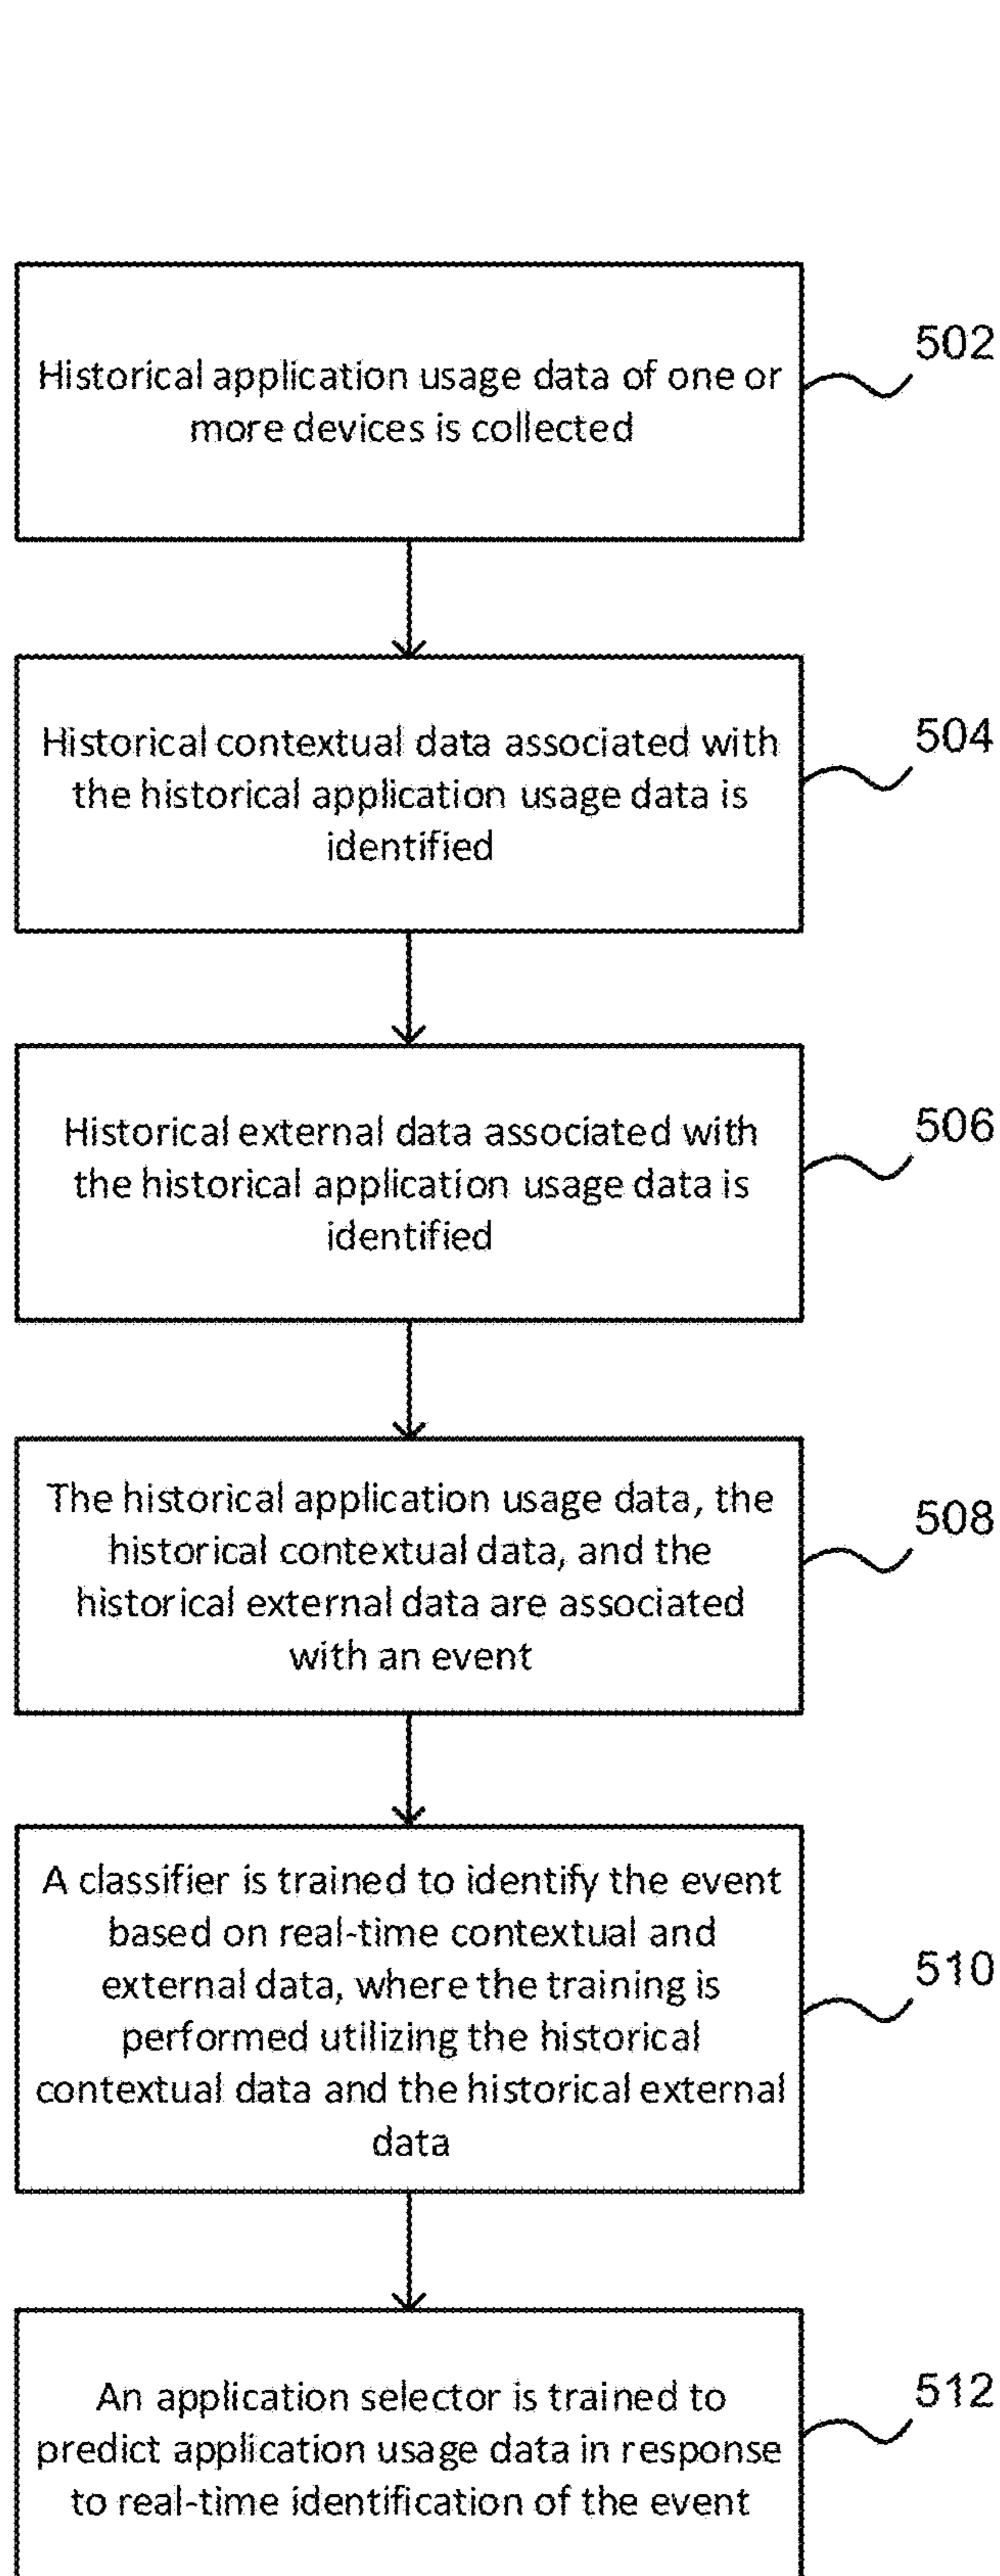 502
Historical application usage data of one or
more devices is collected
504
Historical contextual data associated with
the historical application usage data is
identified
506
Historical external data associated with
the historical application usage data is
identified
508
The historical application usage data, the
historical contextual data, and the
historical external data are associated
with an event
510
A classifier is trained to identify the event
based on real-time contextual and
external data, where the training is
performed utilizing the historical
contextual data and the historical external
data
512
An application selector is trained to
predict application usage data in response
to real-time identification of the event